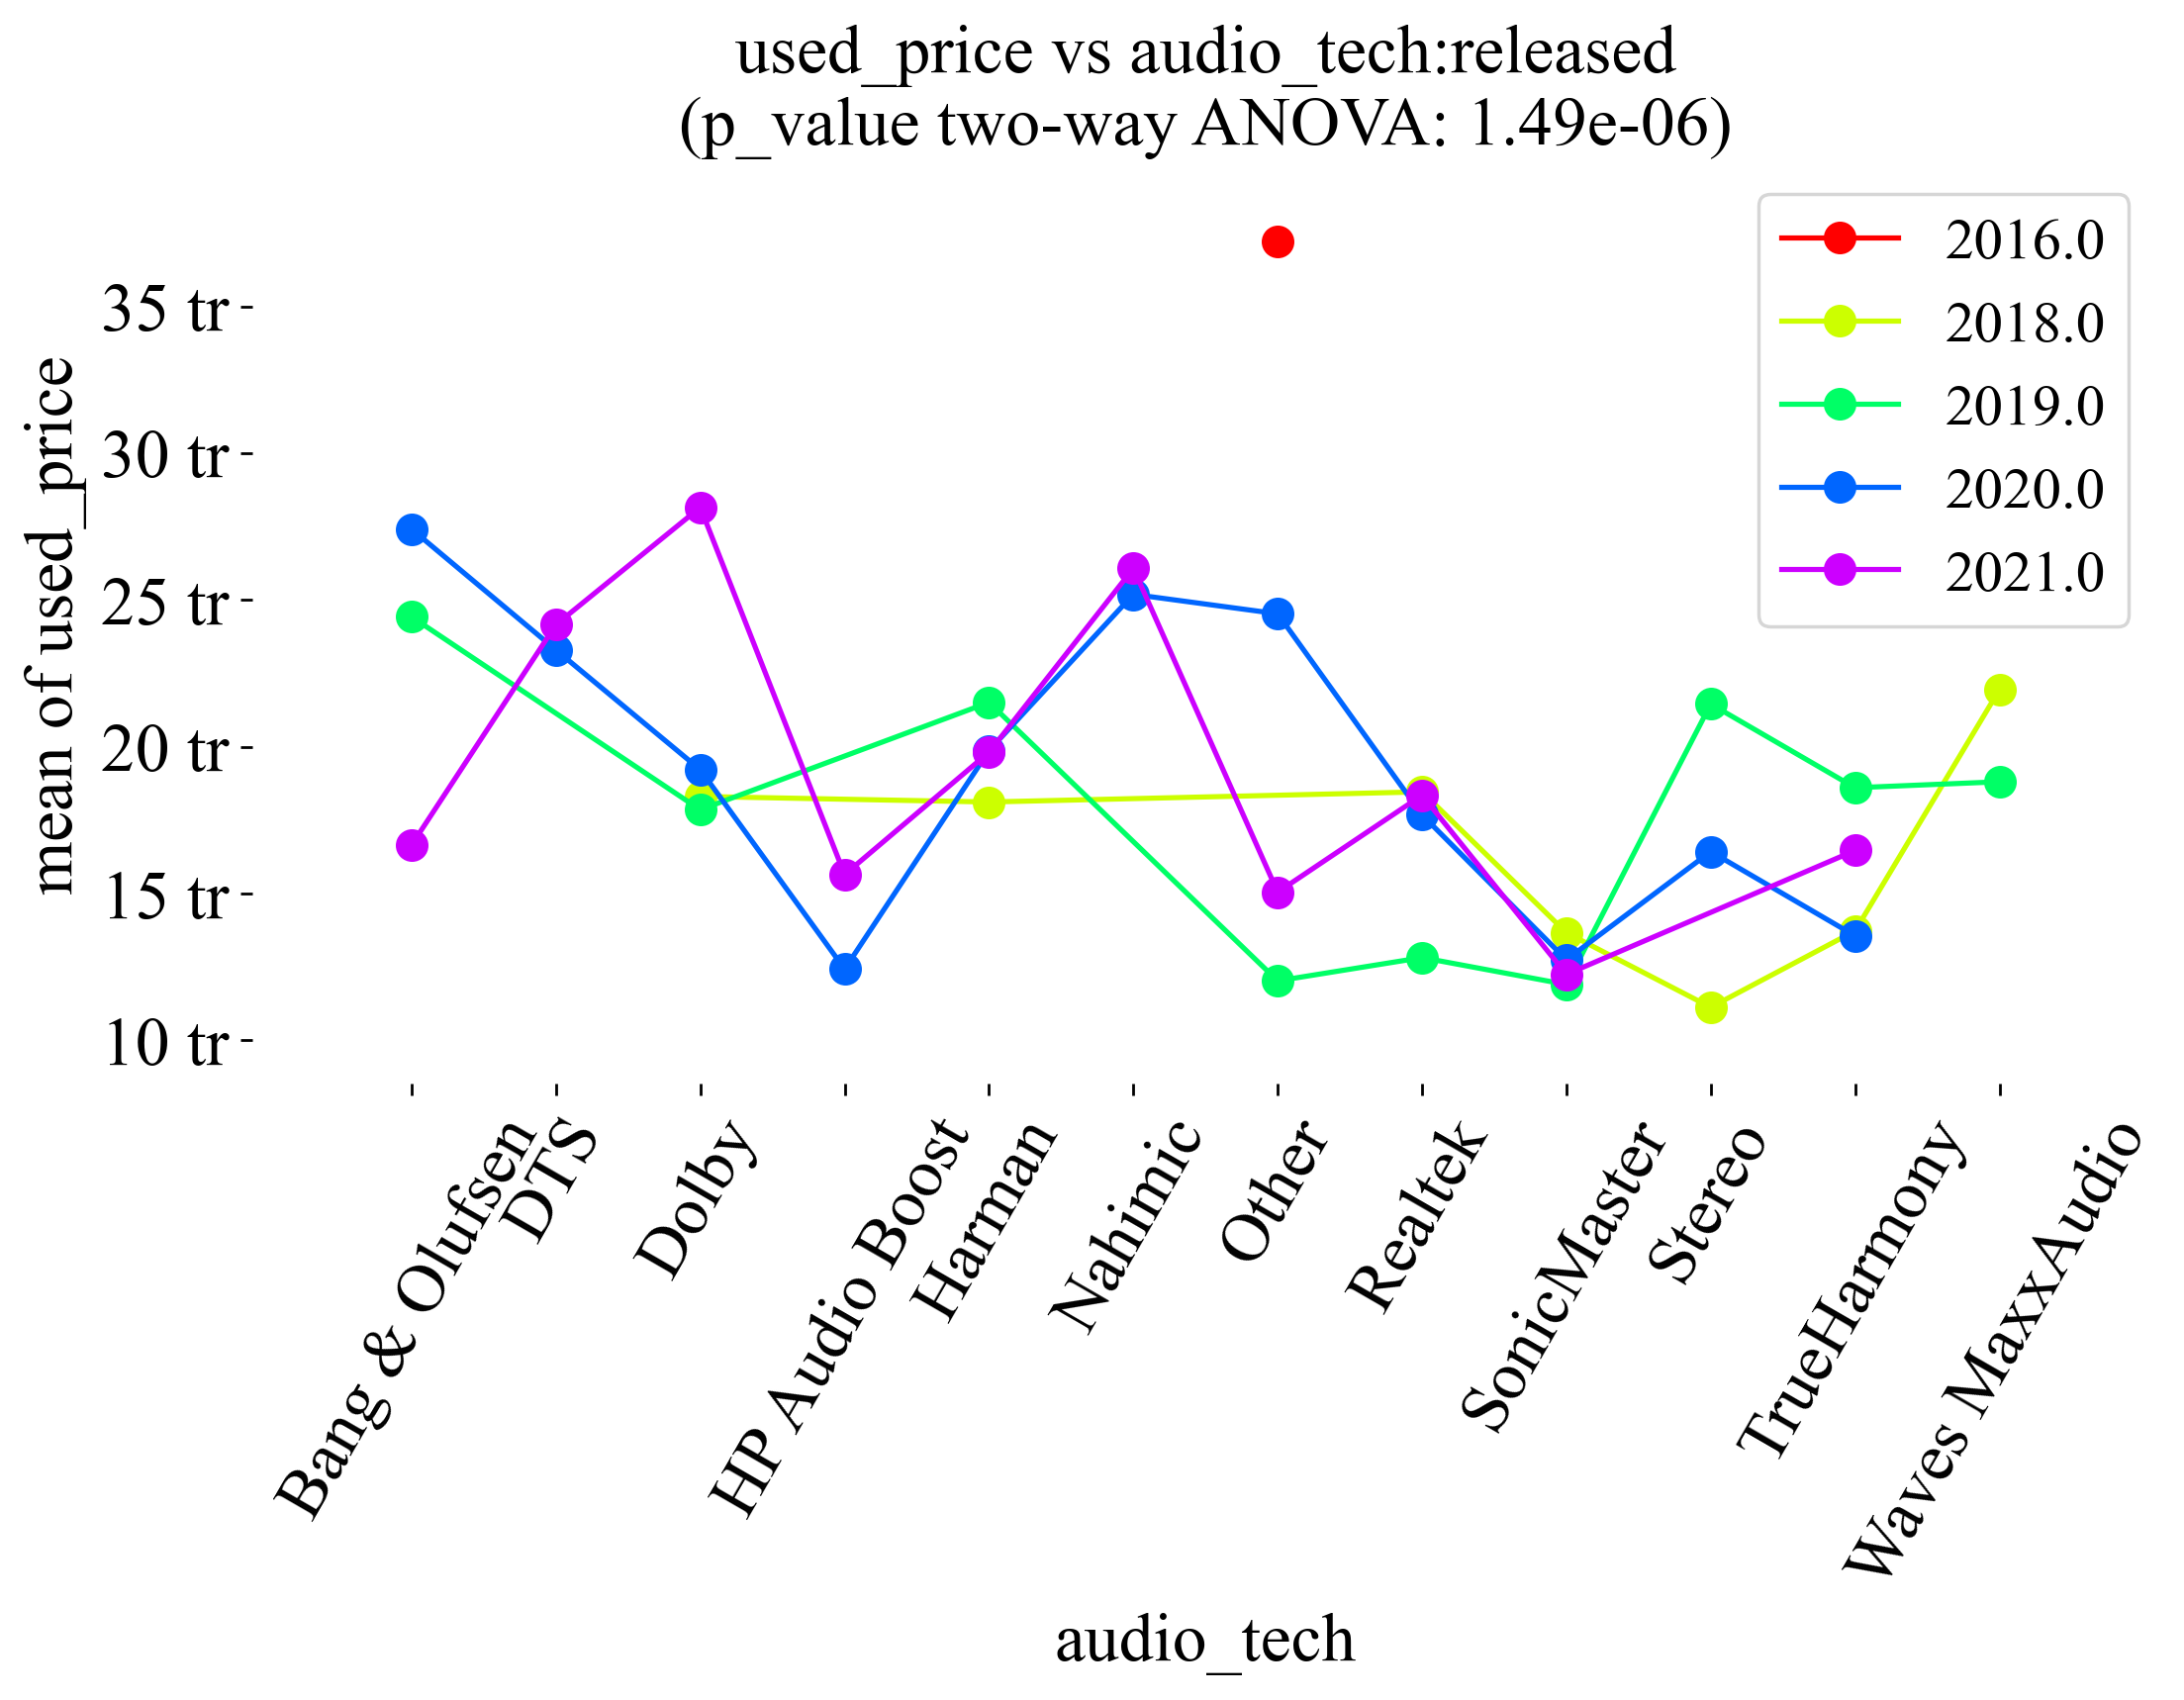 used_price vs audio_tech:released
(p_value two-way ANOVA: 1.49e-06)
2016.0
2018.0
2019.0
2020.0
2021.0
mean of used_price
35 tr
30 tr
25 tr
20 tr
15 tr
10 tr
Bang & Olufsen
DTS
Dolby
HP Audio Boost
Harman
Nahimic
Other
Realtek
SonicMaster
Stereo
TrueHarmony
Waves MaxxAudio
audio_tech